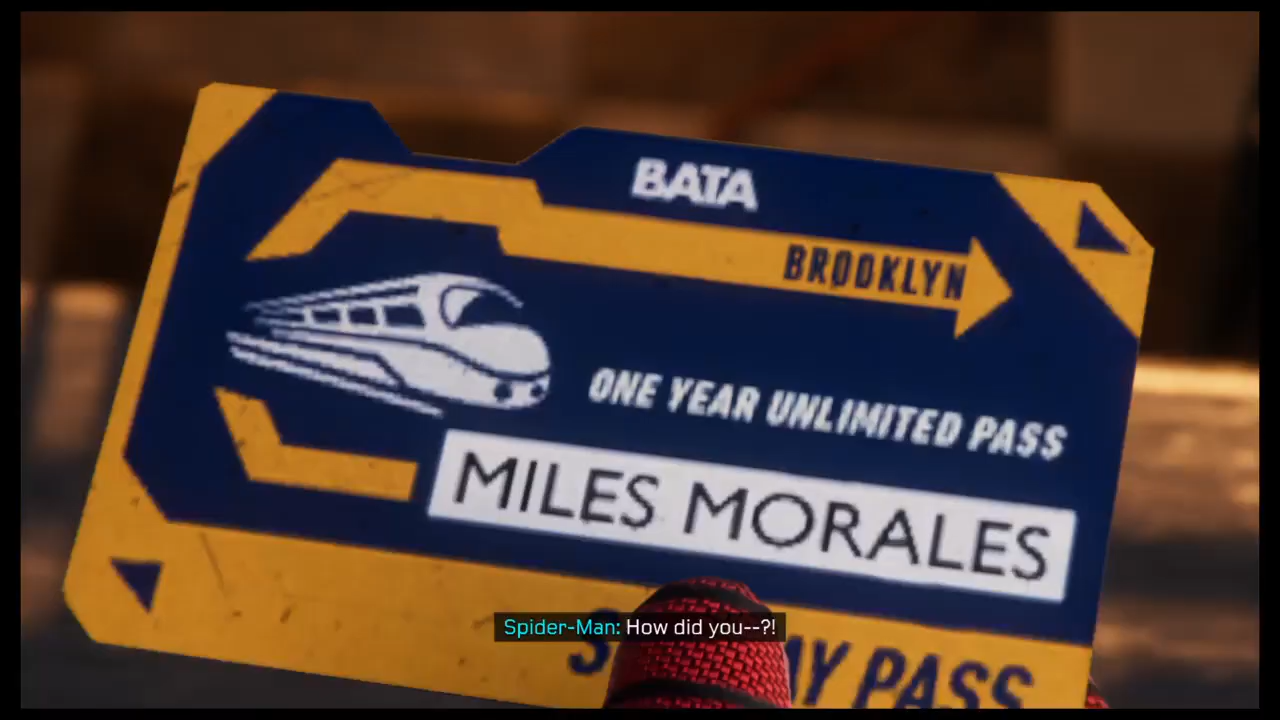 BATA
BROOKLYN
ONE YEAR UNLIMITED PASS
MILES MORALES
Spider-Man: How did you--?!
PASS